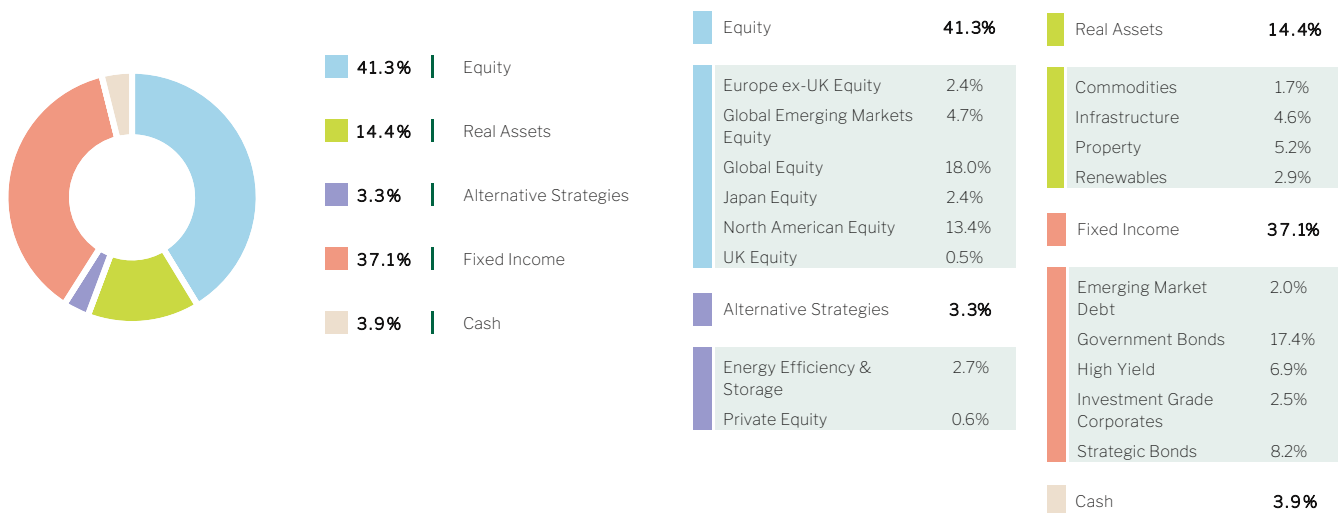 41.3% Equity
14.4% Real Assets
3.3% Alternative Strategies
37.1% Fixed Income
3.9% Cash
Equity 41.3%
Europe ex-UK Equity 2.4%
Global Emerging Markets 4.7%
Equity
Global Equity 18.0%
Japan Equity 2.4%
North American Equity 13.4%
UK Equity 0.5%
Alternative Strategies 3.3%
Energy Efficiency & 2.7%
Storage
Private Equity 0.6%
Real Assets 14.4%
Commodities 1.7%
Infrastructure 4.6%
Property 5.2%
Renewables 2.9%
Fixed Income 37.1%
Emerging Market 2.0%
Debt
Government Bonds 17.4%
High Yield 6.9%
Investment Grade 2.5%
Corporates
Strategic Bonds 8.2%
Cash 3.9%